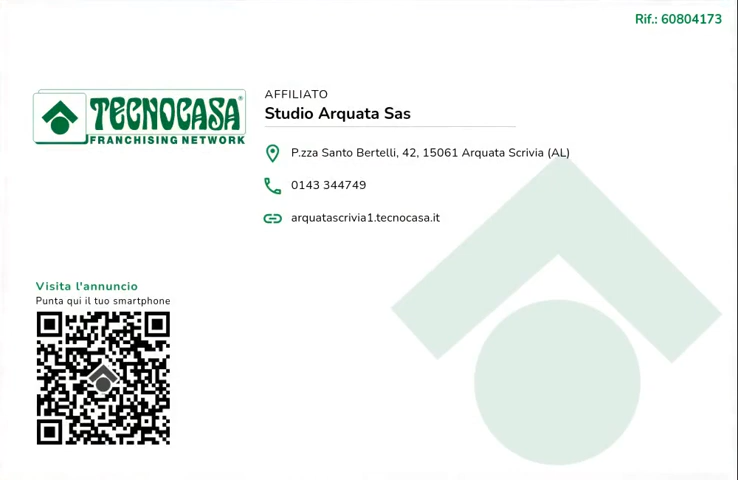 Rif.: 60804173
TECNOCASA®
FRANCHISING NETWORK
AFFILIATO
Studio Arquata Sas
P.zza Santo Bertelli, 42, 15061 Arquata Scrivia (AL)
0143 344749
arquatascrivia1.tecnocasa.it
Visita l'annuncio
Punta qui il tuo smartphone